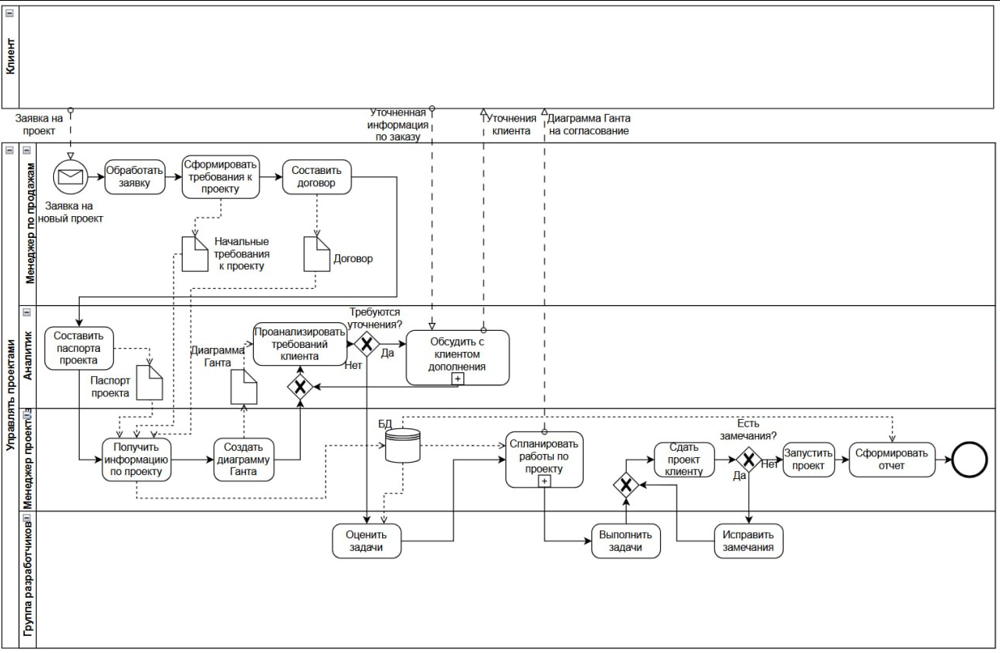 Клиент
Заявка на
проект
Уточненная
информация
по заказу
Уточнения
клиента
Диаграмма Ганта
на согласование
Управлять проектами
Менеджер по продажам
Заявка на
новый проект
Обработать
заявку
Сформировать
требования к
проекту
Составить
договор
Начальные
требования
к проекту
Договор
Аналитик
Составить
паспорта
проекта
Паспорт
проекта
Диаграмма
Ганта
Проанализировать
требований
клиента
Требуются
уточнения?
Да
Нет
Обсудить с
клиентом
дополнения
Менеджер проекта
Получить
информацию
по проекту
Создать
диаграмму
Ганта
БД
Спланировать
работы по
проекту
Сдать
проект
клиенту
Есть
замечания?
Нет
Да
Запустить
проект
Сформировать
отчет
Группа разработчиков
Оценить
задачи
Выполнить
задачи
Исправить
замечания